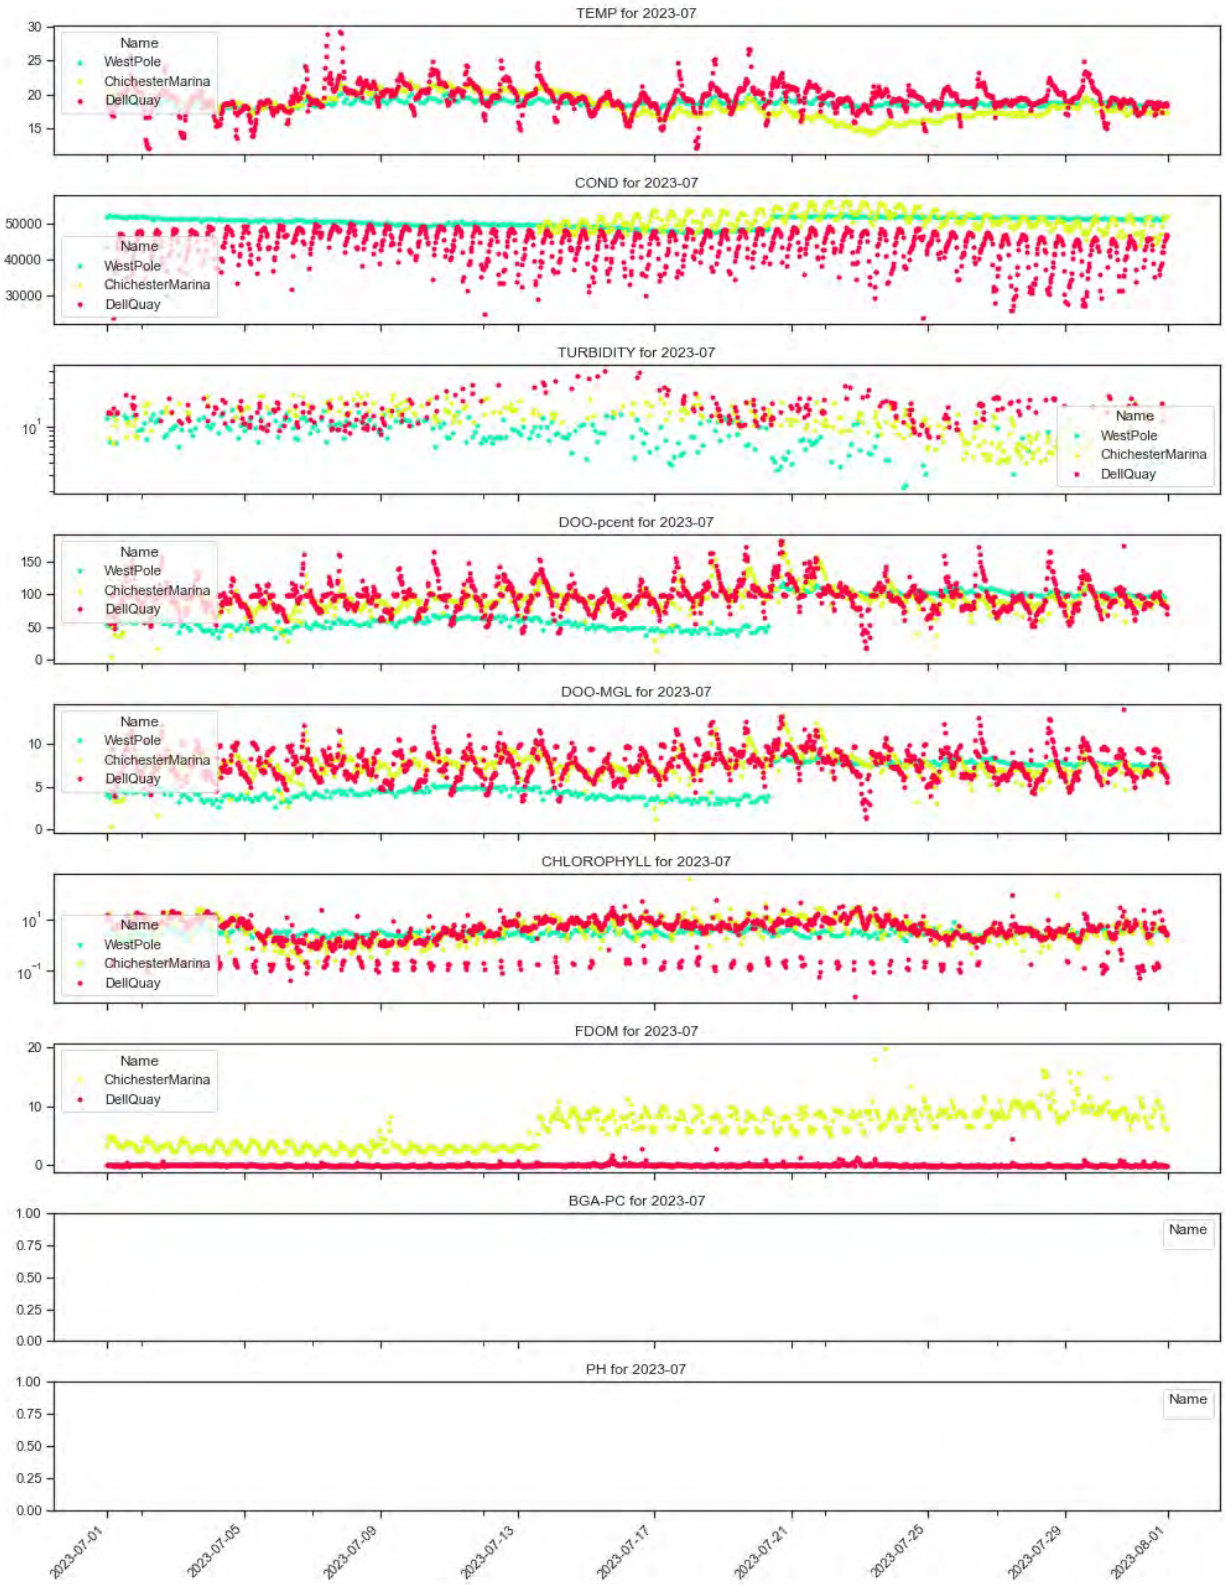 TEMP for 2023-07
30
25
20
15
Name
WestPole
ChichesterMarina
DellQuay
COND for 2023-07
50000
40000
30000
Name
WestPole
ChichesterMarina
DellQuay
TURBIDITY for 2023-07
10¹
Name
WestPole
ChichesterMarina
DellQuay
DOO-pcent for 2023-07
150
100
50
0
Name
WestPole
ChichesterMarina
DellQuay
DOO-MGL for 2023-07
10
5
0
Name
WestPole
ChichesterMarina
DellQuay
CHLOROPHYLL for 2023-07
10¹
10⁻¹
Name
WestPole
ChichesterMarina
DellQuay
FDOM for 2023-07
20
10
0
Name
ChichesterMarina
DellQuay
BGA-PC for 2023-07
1.00
0.75
0.50
0.25
0.00
Name
PH for 2023-07
1.00
0.75
0.50
0.25
0.00
Name
2023-07-01
2023-07-05
2023-07-09
2023-07-13
2023-07-17
2023-07-21
2023-07-25
2023-07-29
2023-08-01